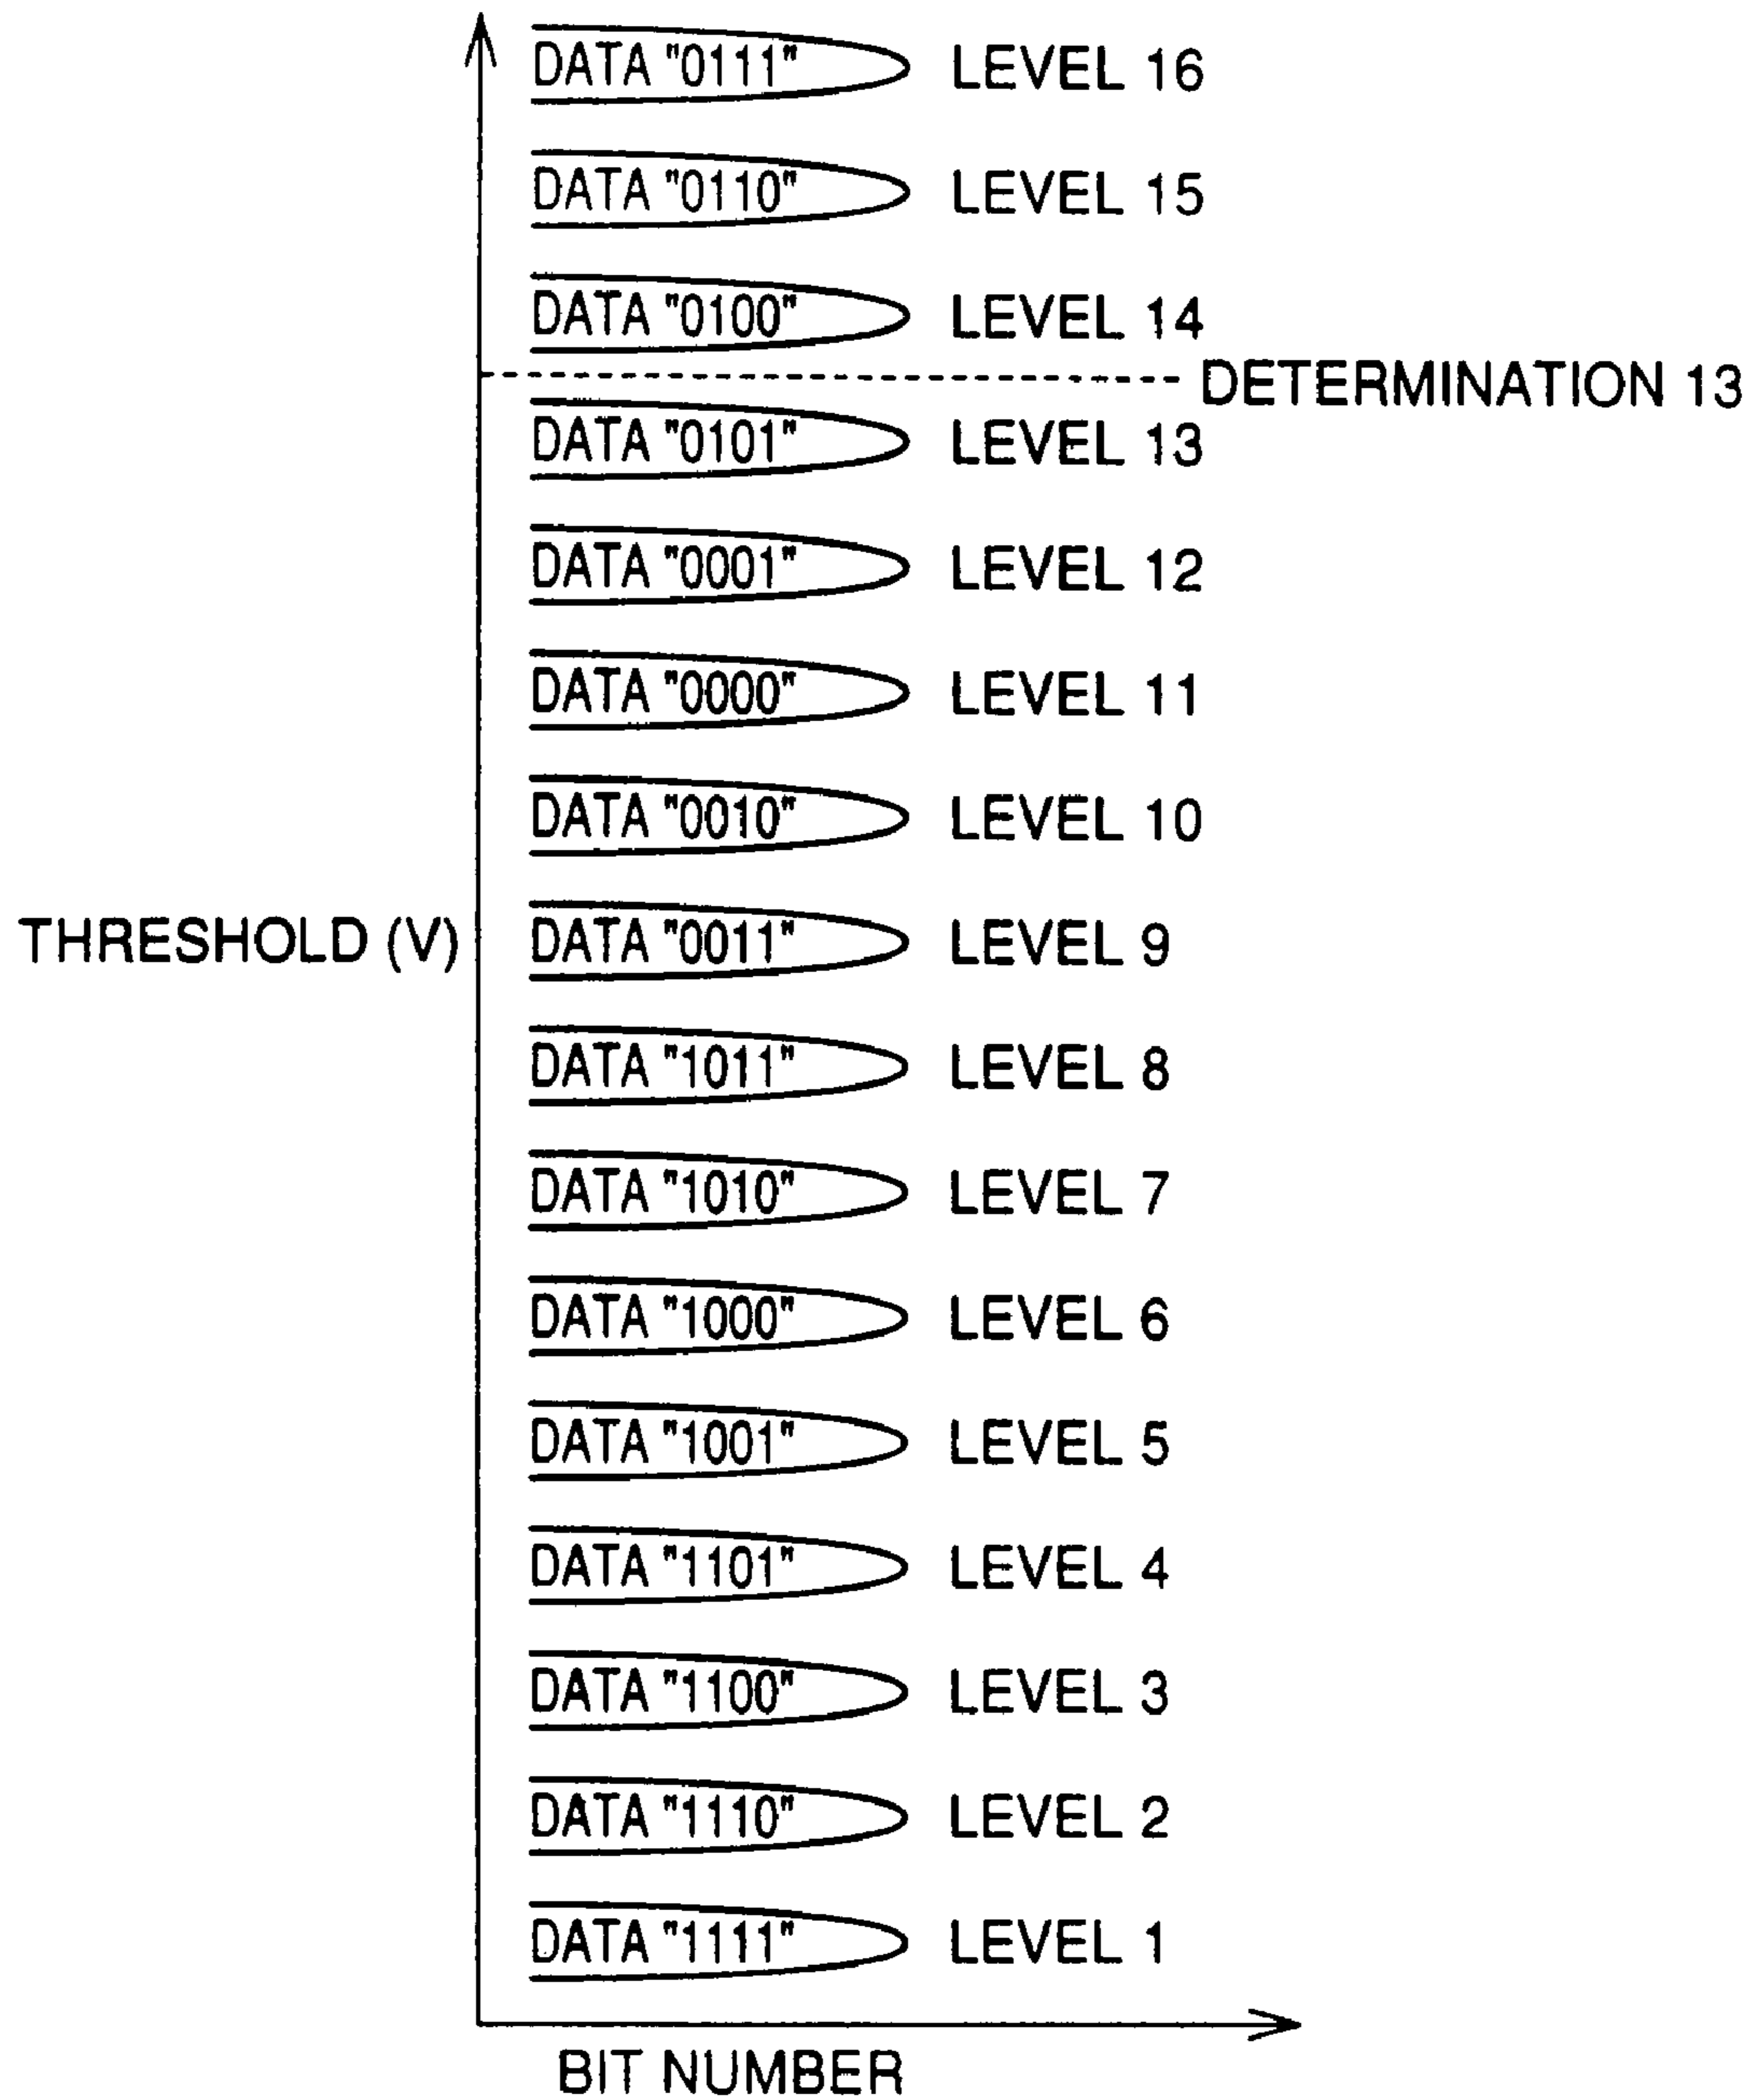 DATA "0111" LEVEL 16
DATA "0110" LEVEL 15
DATA "0100" LEVEL 14
DETERMINATION 13
DATA "0101" LEVEL 13
DATA "0001" LEVEL 12
DATA "0000" LEVEL 11
DATA "0010" LEVEL 10
THRESHOLD (V) DATA "0011" LEVEL 9
DATA "1011" LEVEL 8
DATA "1010" LEVEL 7
DATA "1000" LEVEL 6
DATA "1001" LEVEL 5
DATA "1101" LEVEL 4
DATA "1100" LEVEL 3
DATA "1110" LEVEL 2
DATA "1111" LEVEL 1
BIT NUMBER